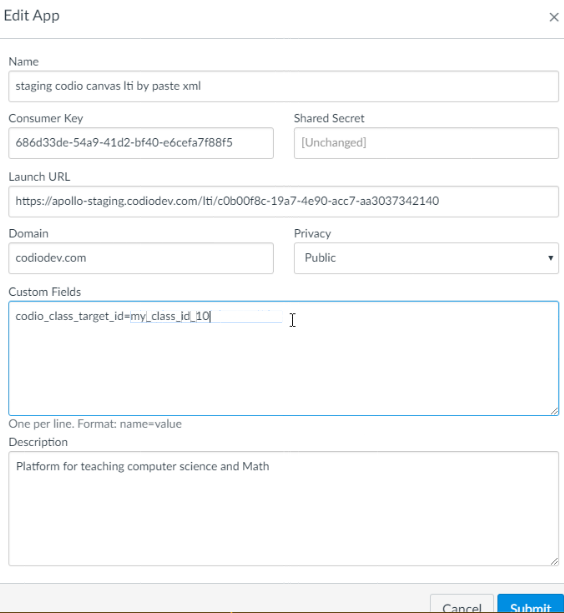 Edit App
×
Name
staging codio canvas lti by paste xml
Consumer Key
Shared Secret
686d33de-54a9-41d2-bf40-e6cefa7f88f5
[Unchanged]
Launch URL
https://apollo-staging.codiodev.com/lti/c0b00f8c-19a7-4e90-acc7-aa3037342140
Domain
Privacy
codiodev.com
Public
Custom Fields
codio_class_target_id=my_class_id_10
One per line. Format: name=value
Description
Platform for teaching computer science and Math
Cancel
Submit